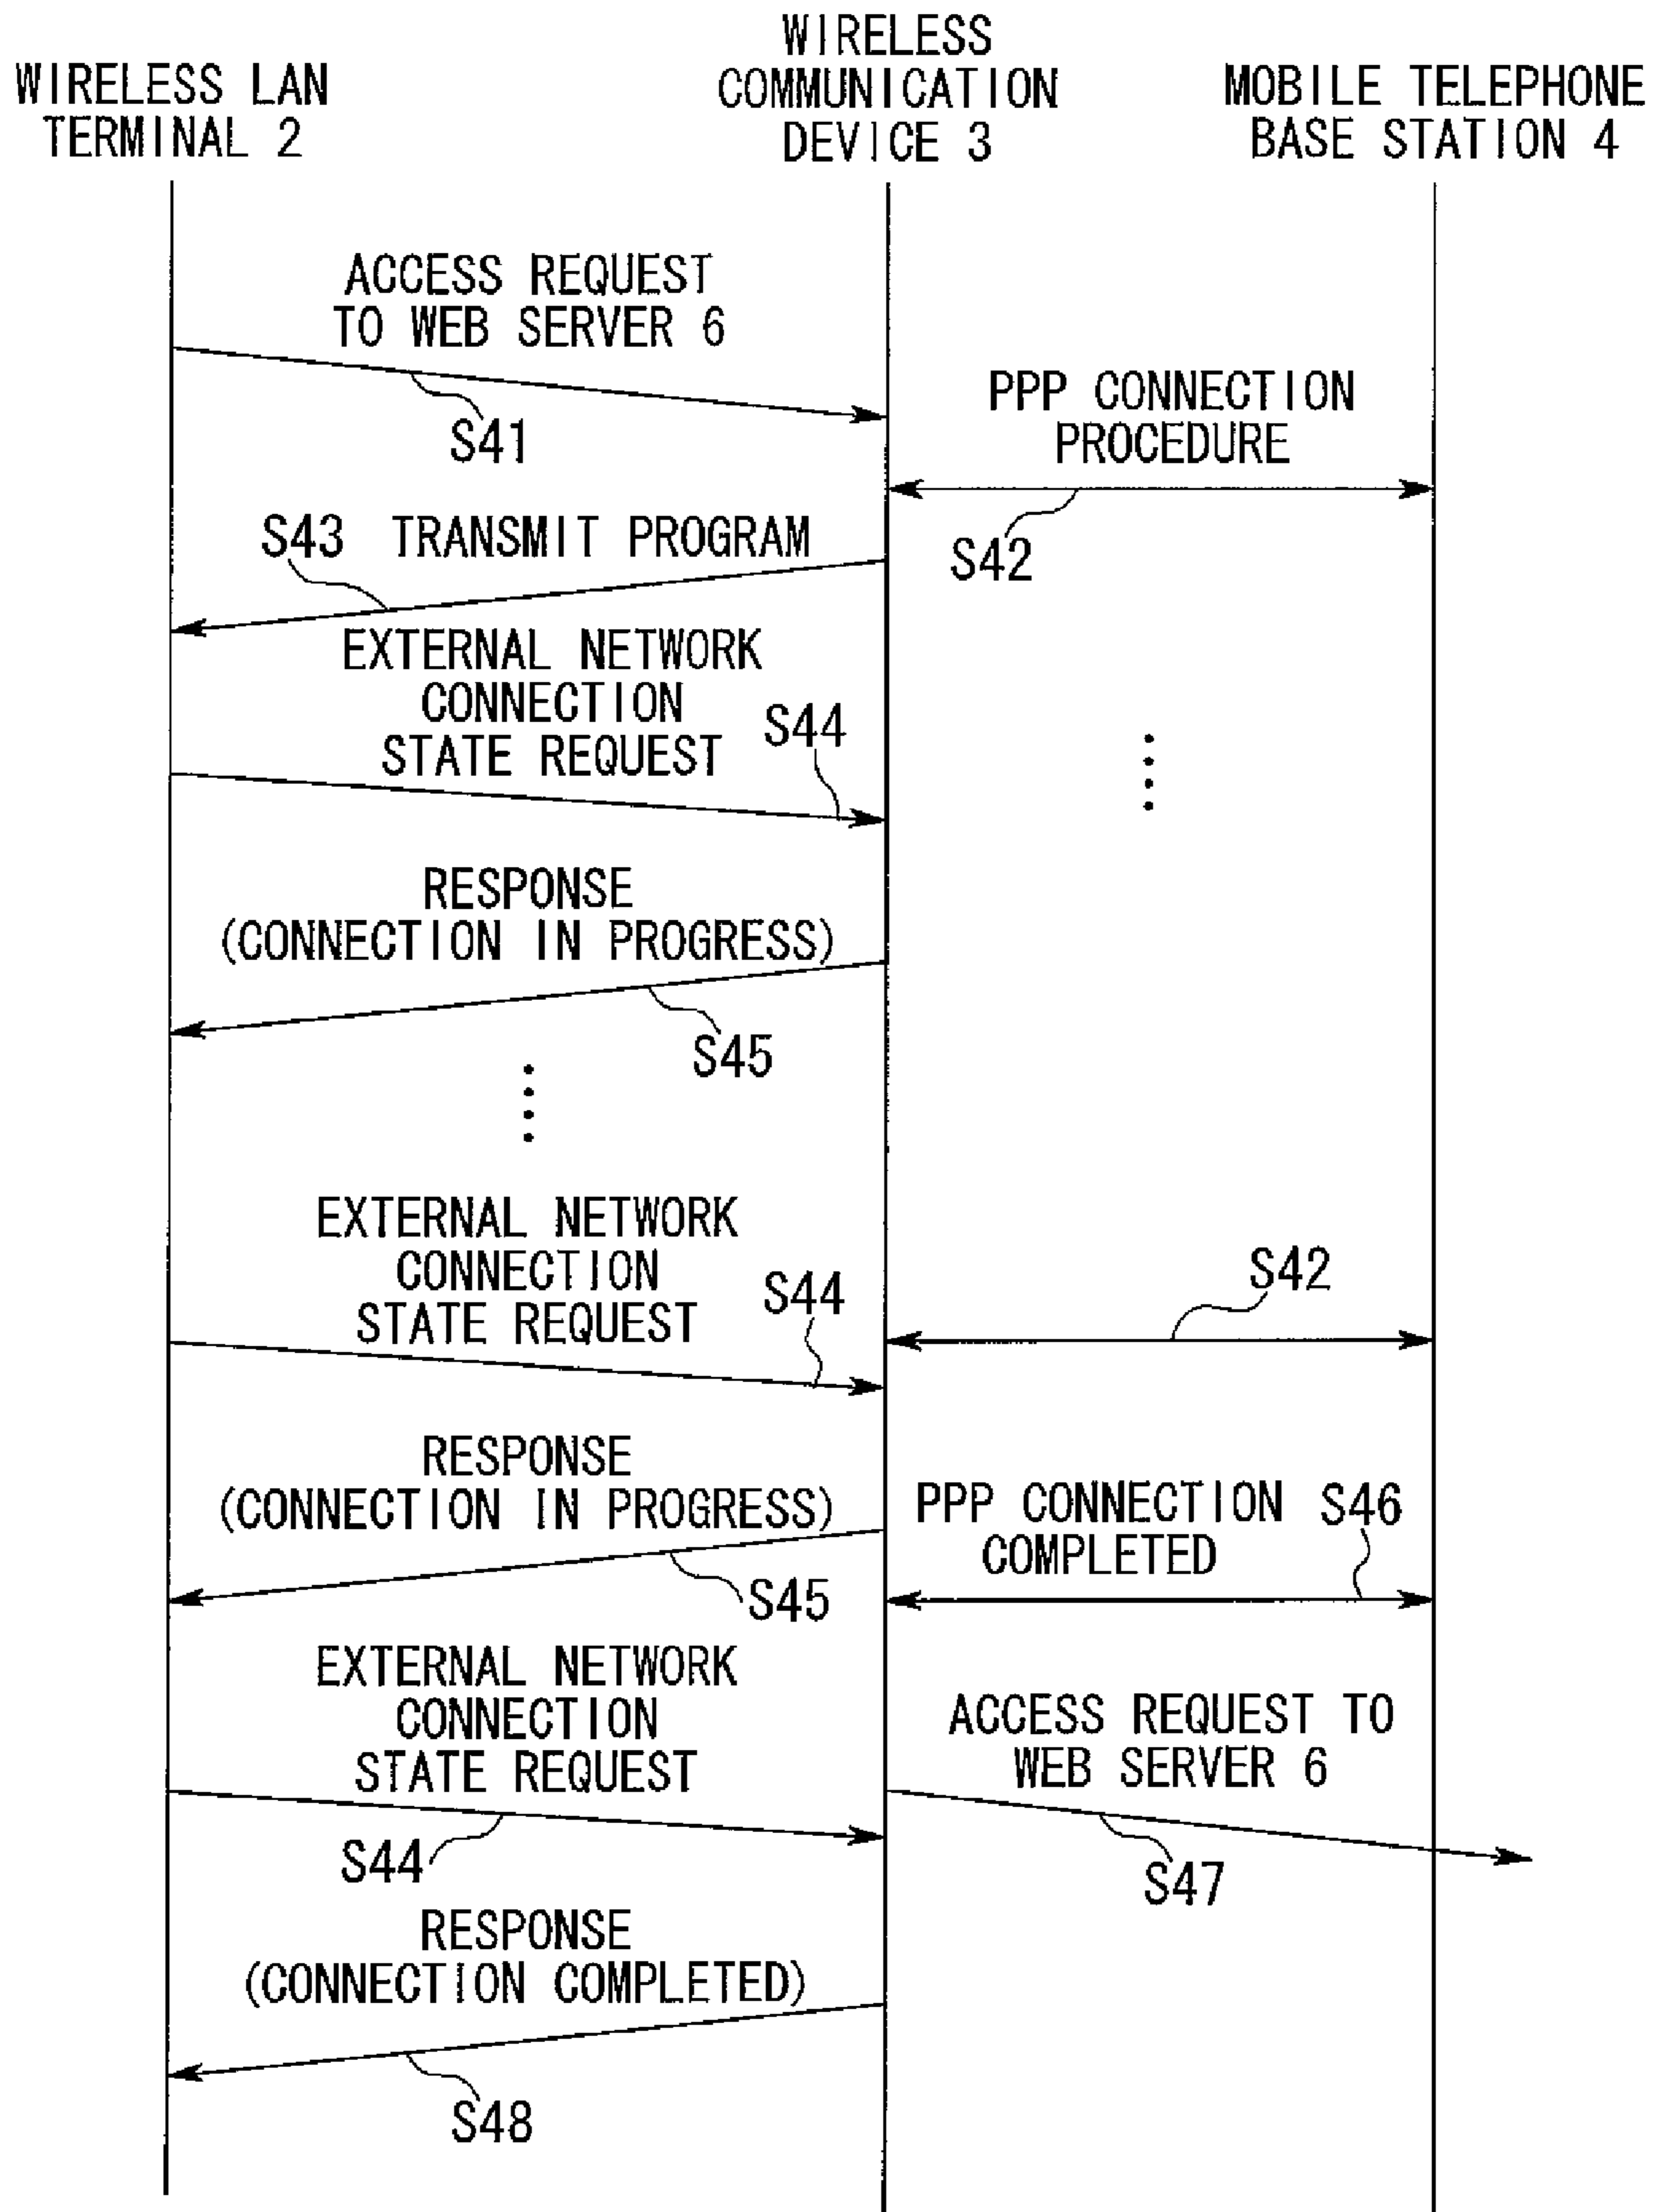 WIRELESS LAN
TERMINAL 2
WIRELESS
COMMUNICATION
DEVICE 3
MOBILE TELEPHONE
BASE STATION 4
ACCESS REQUEST
TO WEB SERVER 6
S41
PPP CONNECTION
PROCEDURE
S42
S43 TRANSMIT PROGRAM
EXTERNAL NETWORK
CONNECTION
STATE REQUEST
S44
RESPONSE
(CONNECTION IN PROGRESS)
S45
EXTERNAL NETWORK
CONNECTION
STATE REQUEST
S44
S42
RESPONSE
(CONNECTION IN PROGRESS)
S45
PPP CONNECTION
COMPLETED
S46
EXTERNAL NETWORK
CONNECTION
STATE REQUEST
S44
ACCESS REQUEST TO
WEB SERVER 6
S47
RESPONSE
(CONNECTION COMPLETED)
S48